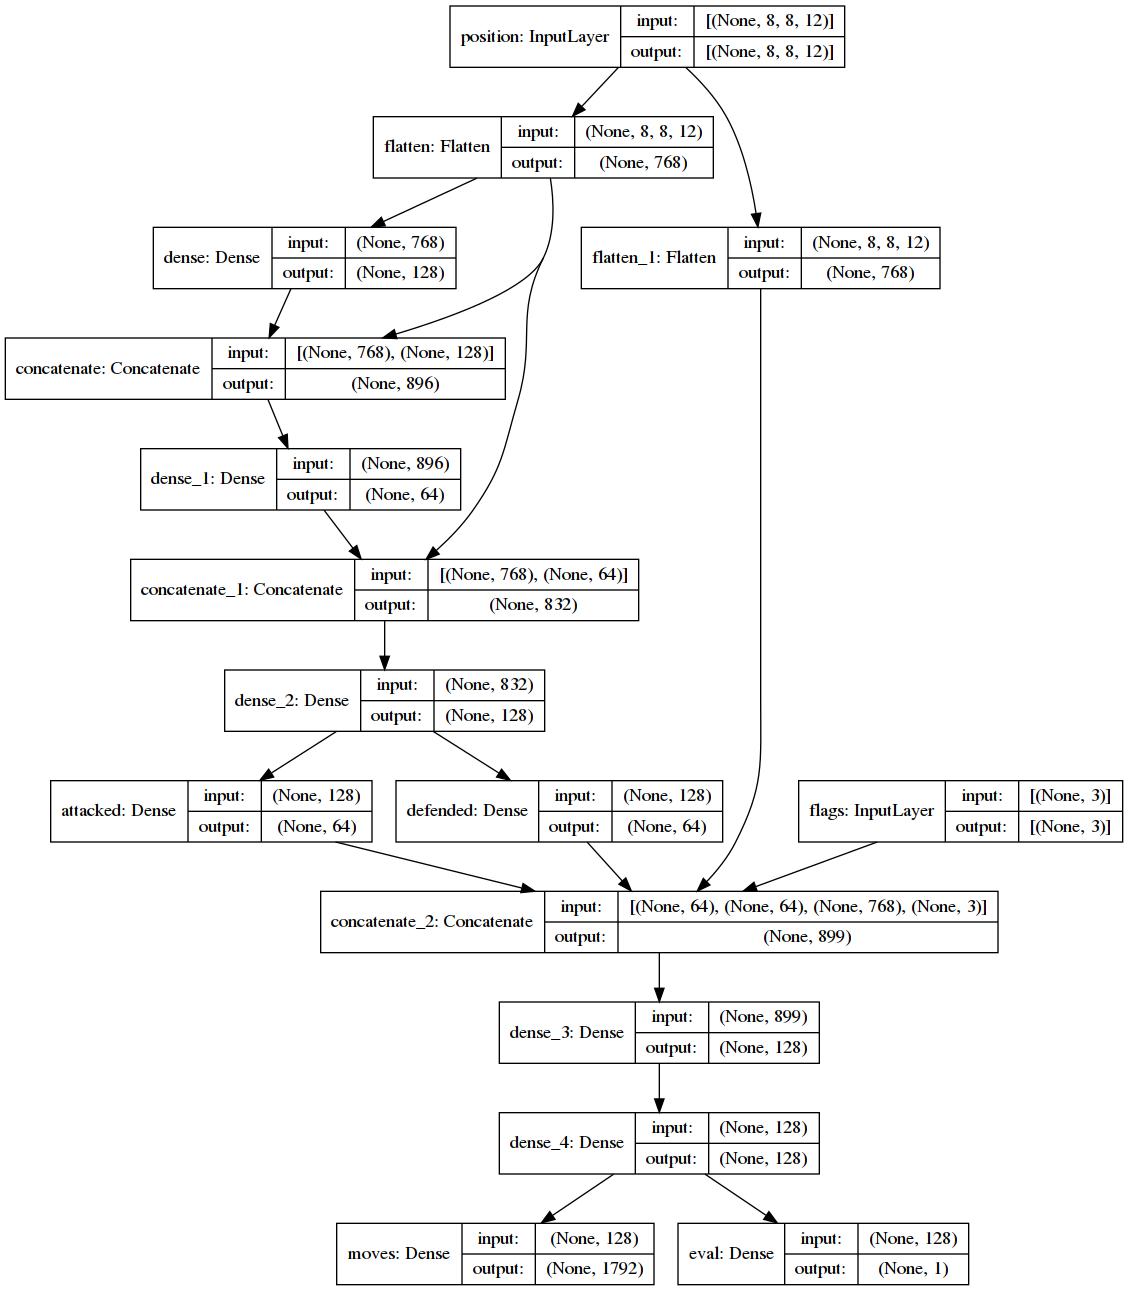 position: InputLayer
input: [(None, 8, 8, 12)]
output: [(None, 8, 8, 12)]
flatten: Flatten
input: (None, 8, 8, 12)
output: (None, 768)
dense: Dense
input: (None, 768)
output: (None, 128)
flatten_1: Flatten
input: (None, 8, 8, 12)
output: (None, 768)
concatenate: Concatenate
input: [(None, 768), (None, 128)]
output: (None, 896)
dense_1: Dense
input: (None, 896)
output: (None, 64)
concatenate_1: Concatenate
input: [(None, 768), (None, 64)]
output: (None, 832)
dense_2: Dense
input: (None, 832)
output: (None, 128)
attacked: Dense
input: (None, 128)
output: (None, 64)
defended: Dense
input: (None, 128)
output: (None, 64)
flags: InputLayer
input: [(None, 3)]
output: [(None, 3)]
concatenate_2: Concatenate
input: [(None, 64), (None, 64), (None, 768), (None, 3)]
output: (None, 899)
dense_3: Dense
input: (None, 899)
output: (None, 128)
dense_4: Dense
input: (None, 128)
output: (None, 128)
moves: Dense
input: (None, 128)
output: (None, 1792)
eval: Dense
input: (None, 128)
output: (None, 1)